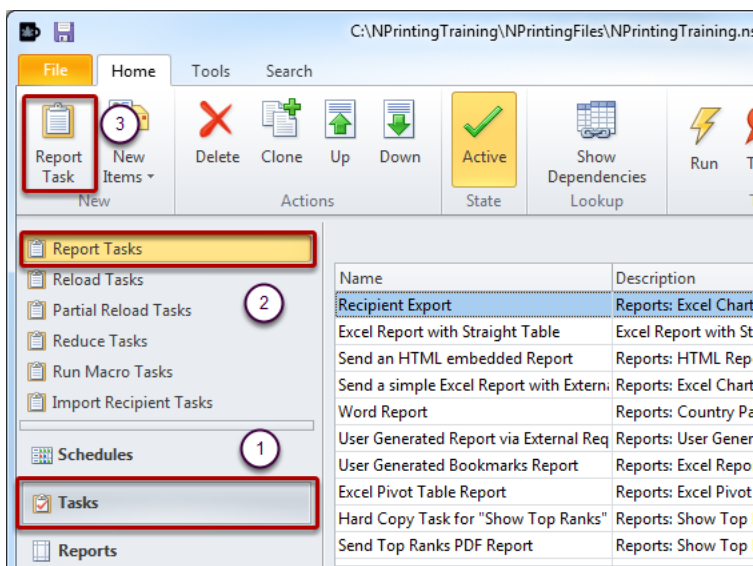 C:\NPrintingTraining\NPrintingFiles\NPrintingTraining.ns
File Home Tools Search
3
Report Task
New Items
Delete
Clone
Up
Down
Active
Show Dependencies
Run
New Actions State Lookup
Report Tasks
Reload Tasks
2
Partial Reload Tasks
Reduce Tasks
Run Macro Tasks
Import Recipient Tasks
1
Schedules
Tasks
Reports
Name Description
Recipient Export Reports: Excel Chart
Excel Report with Straight Table Excel Report with St
Send an HTML embedded Report Reports: HTML Rep
Send a simple Excel Report with Extern Reports: Excel Chart
Word Report Reports: Country Pa
User Generated Report via External Req Reports: User Gener
User Generated Bookmarks Report Reports: Excel Repo
Excel Pivot Table Report Reports: Excel Pivot
Hard Copy Task for "Show Top Ranks" Reports: Show Top
Send Top Ranks PDF Report Reports: Show Top